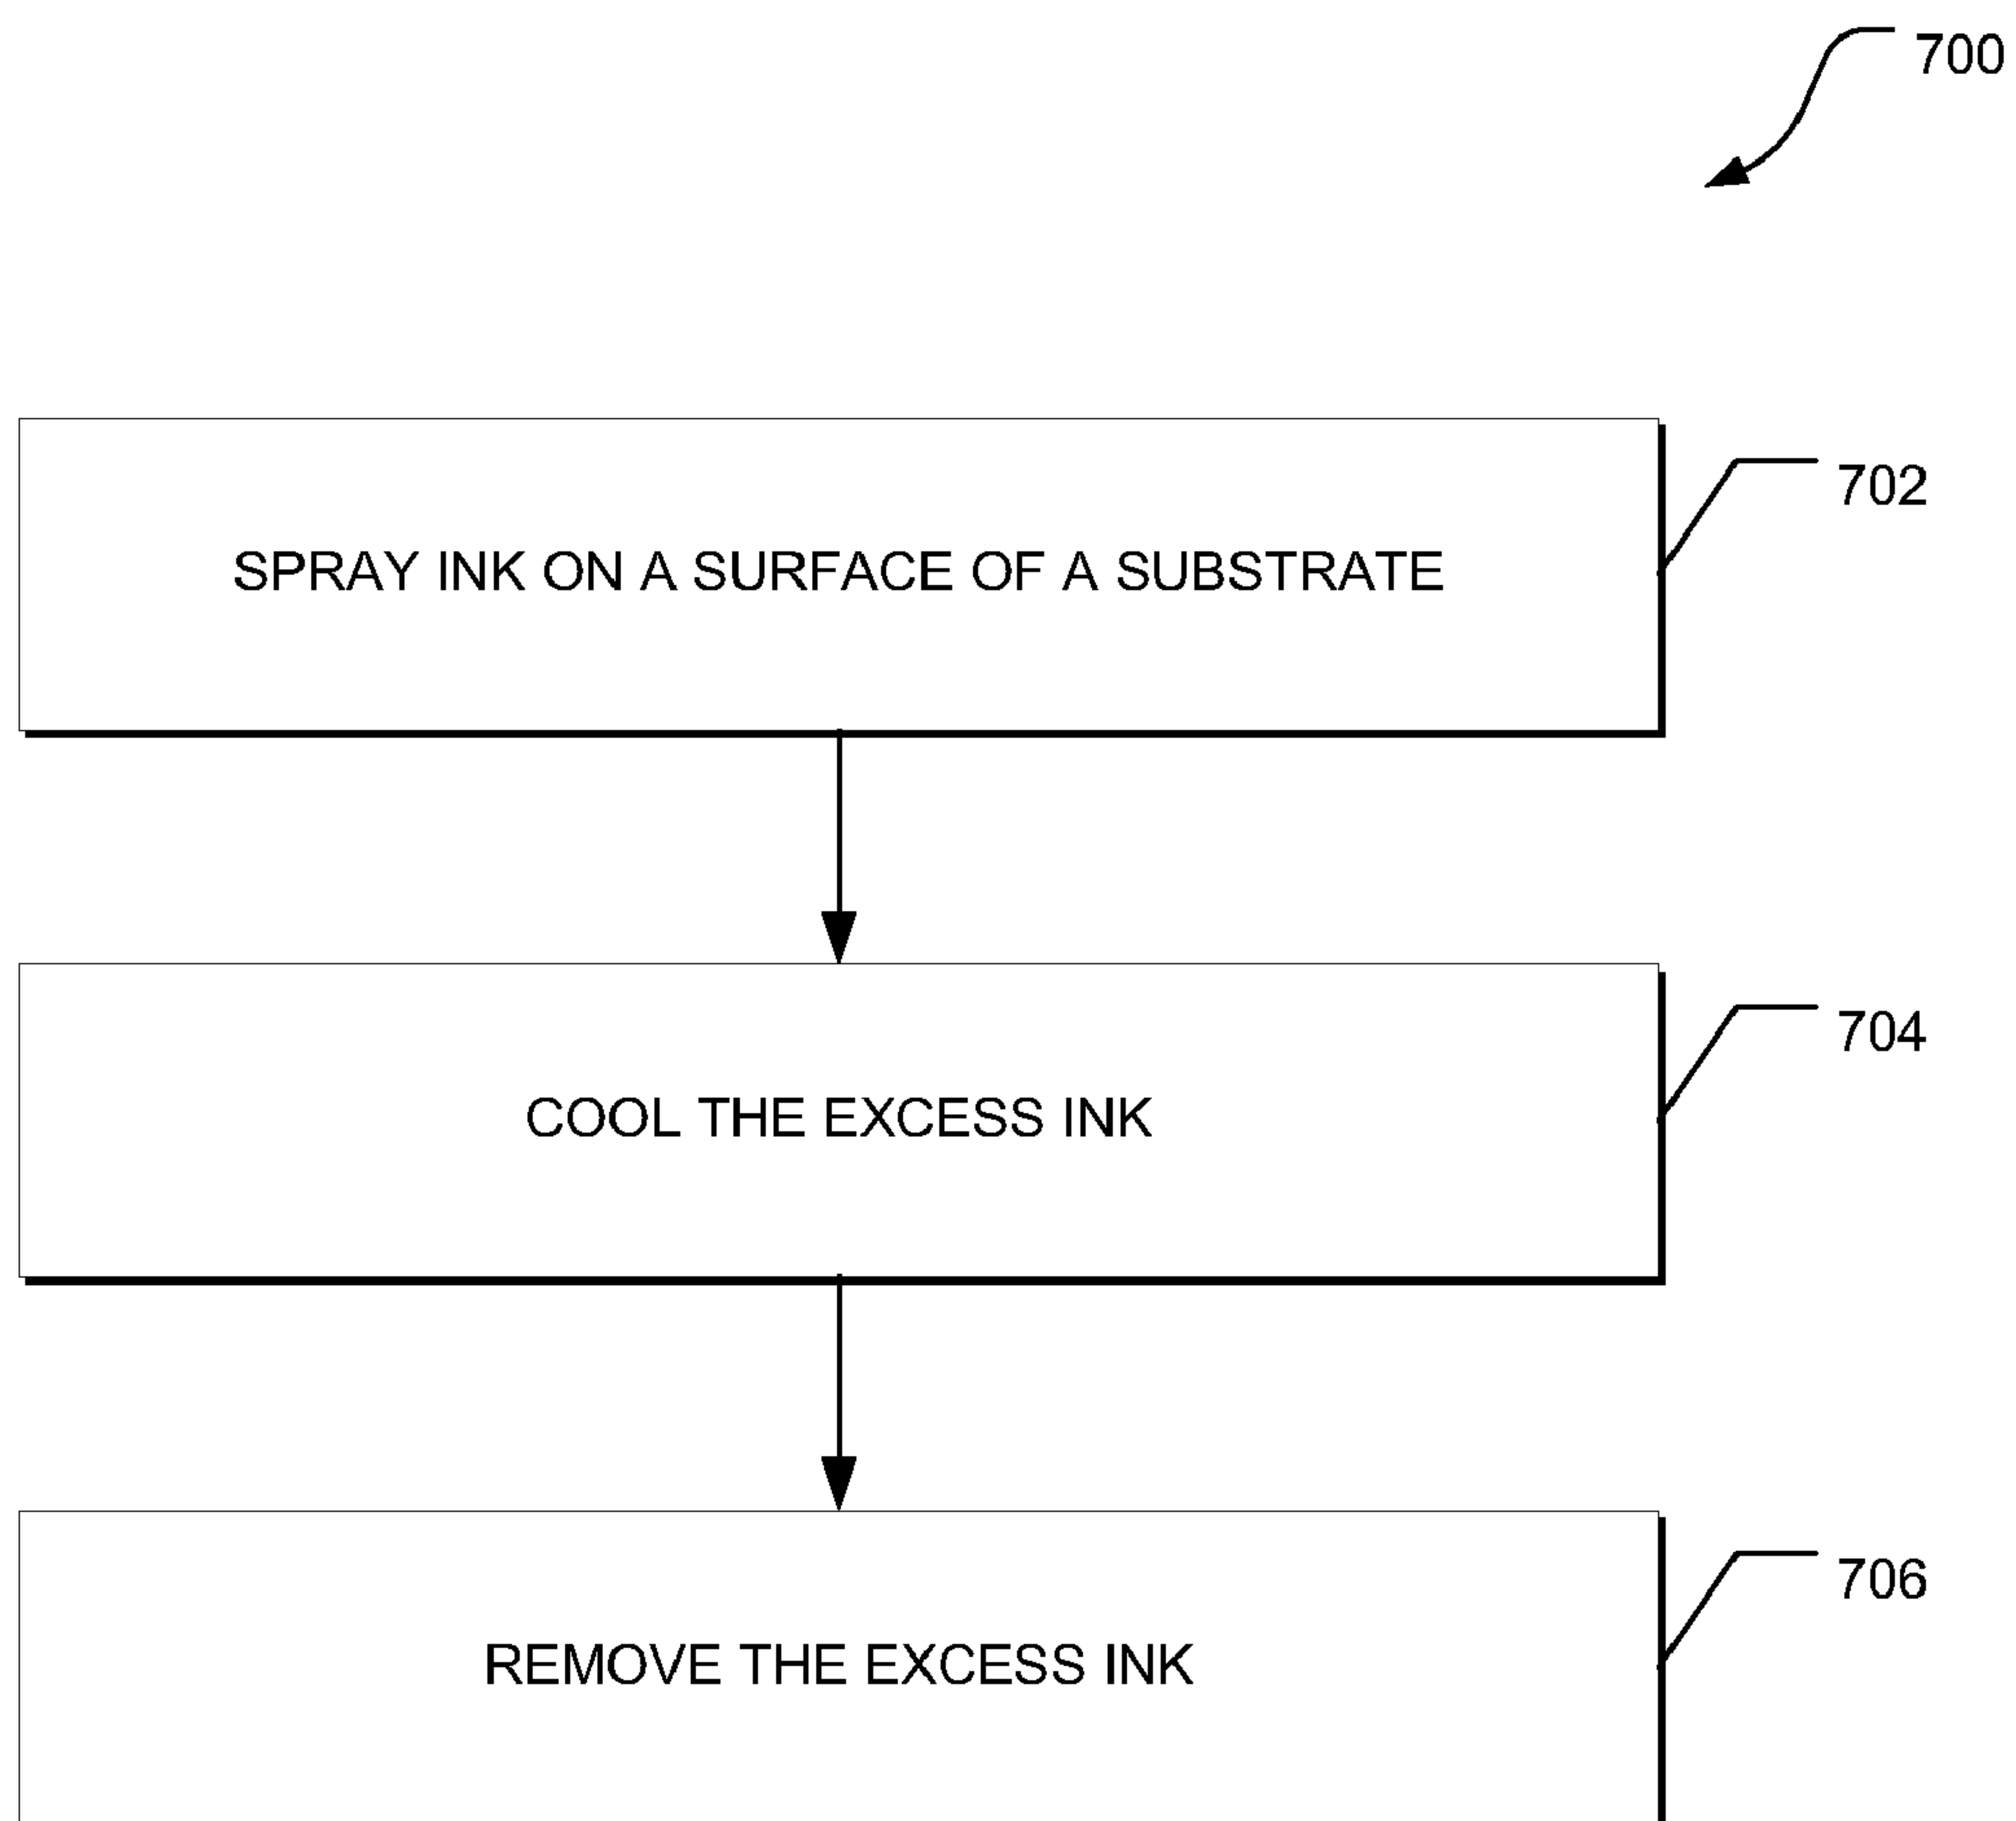 700
SPRAY INK ON A SURFACE OF A SUBSTRATE
702
COOL THE EXCESS INK
704
REMOVE THE EXCESS INK
706